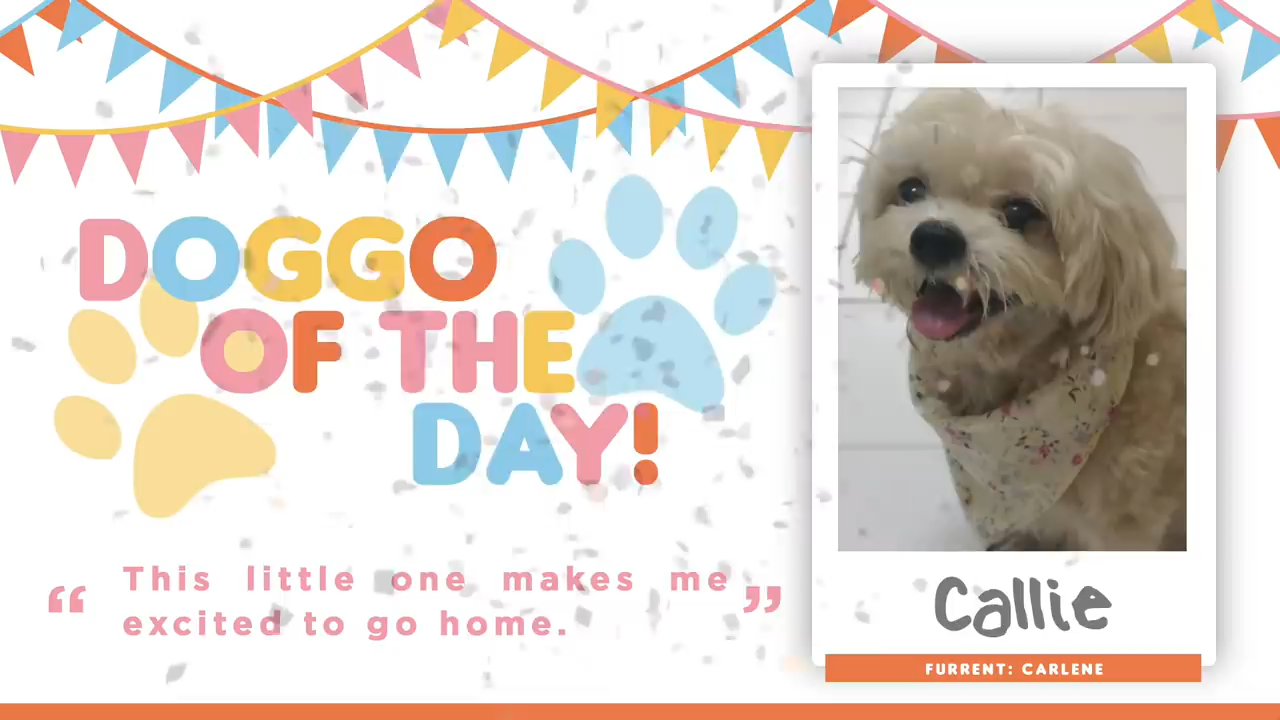 DOGGO
OF THE
DAY!
“ This little one makes me ”
excited to go home.
Callie
FURRENT: CARLENE